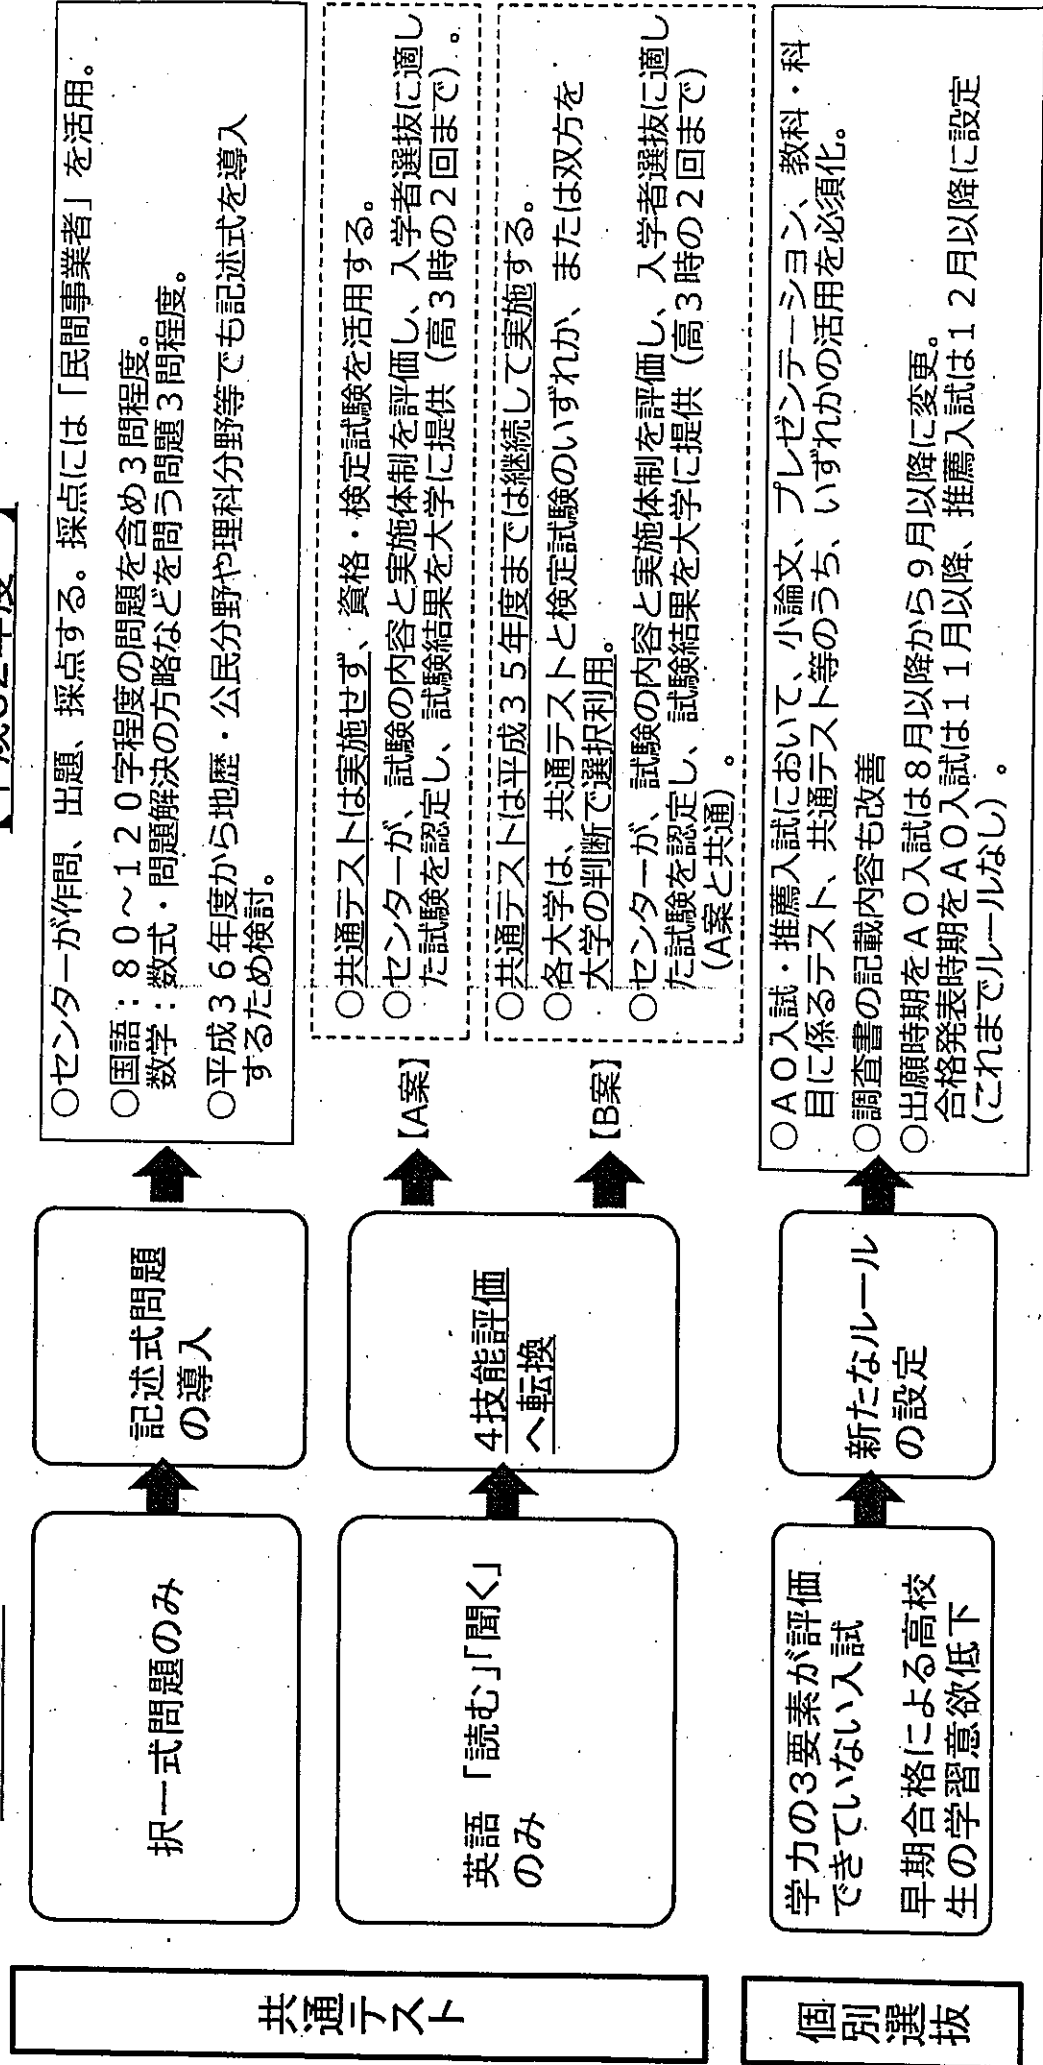 共通テスト
択一式問題のみ
記述式問題
の導入
○センターが作問、出題、採点する。採点には「民間事業者」を活用。
○国語：８０～１２０字程度の問題を含め３問程度。
数学：数式・問題解決の方略などを問う問題３問程度。
○平成３６年度から地歴・公民分野や理科分野等でも記述式を導入
するため検討。
英語　「読む」「聞く」
のみ
４技能評価
へ転換
【A案】
○共通テストは実施せず、資格・検定試験を活用する。
○センターが、試験の内容と実施体制を評価し、入学者選抜に適し
た試験を認定し、試験結果を大学に提供（高３時の２回まで）。
【B案】
○共通テストは平成３５年度までは継続して実施する。
○各大学は、共通テストと検定試験のいずれか、または双方を
大学の判断で選択利用。
○センターが、試験の内容と実施体制を評価し、入学者選抜に適し
た試験を認定し、試験結果を大学に提供（高３時の２回まで）
（A案と共通）。
個別選抜
学力の3要素が評価
できていない入試
早期合格による高校
生の学習意欲低下
新たなルール
の設定
○ＡＯ入試・推薦入試において、小論文、プレゼンテーション、教科・科
目に係るテスト、共通テスト等のうち、いずれかの活用を必須化。
○調査書の記載内容も改善
○出願時期をＡＯ入試は８月以降から９月以降に変更。
合格発表時期をＡＯ入試は１１月以降、推薦入試は１２月以降に設定
（これまでルールなし）。